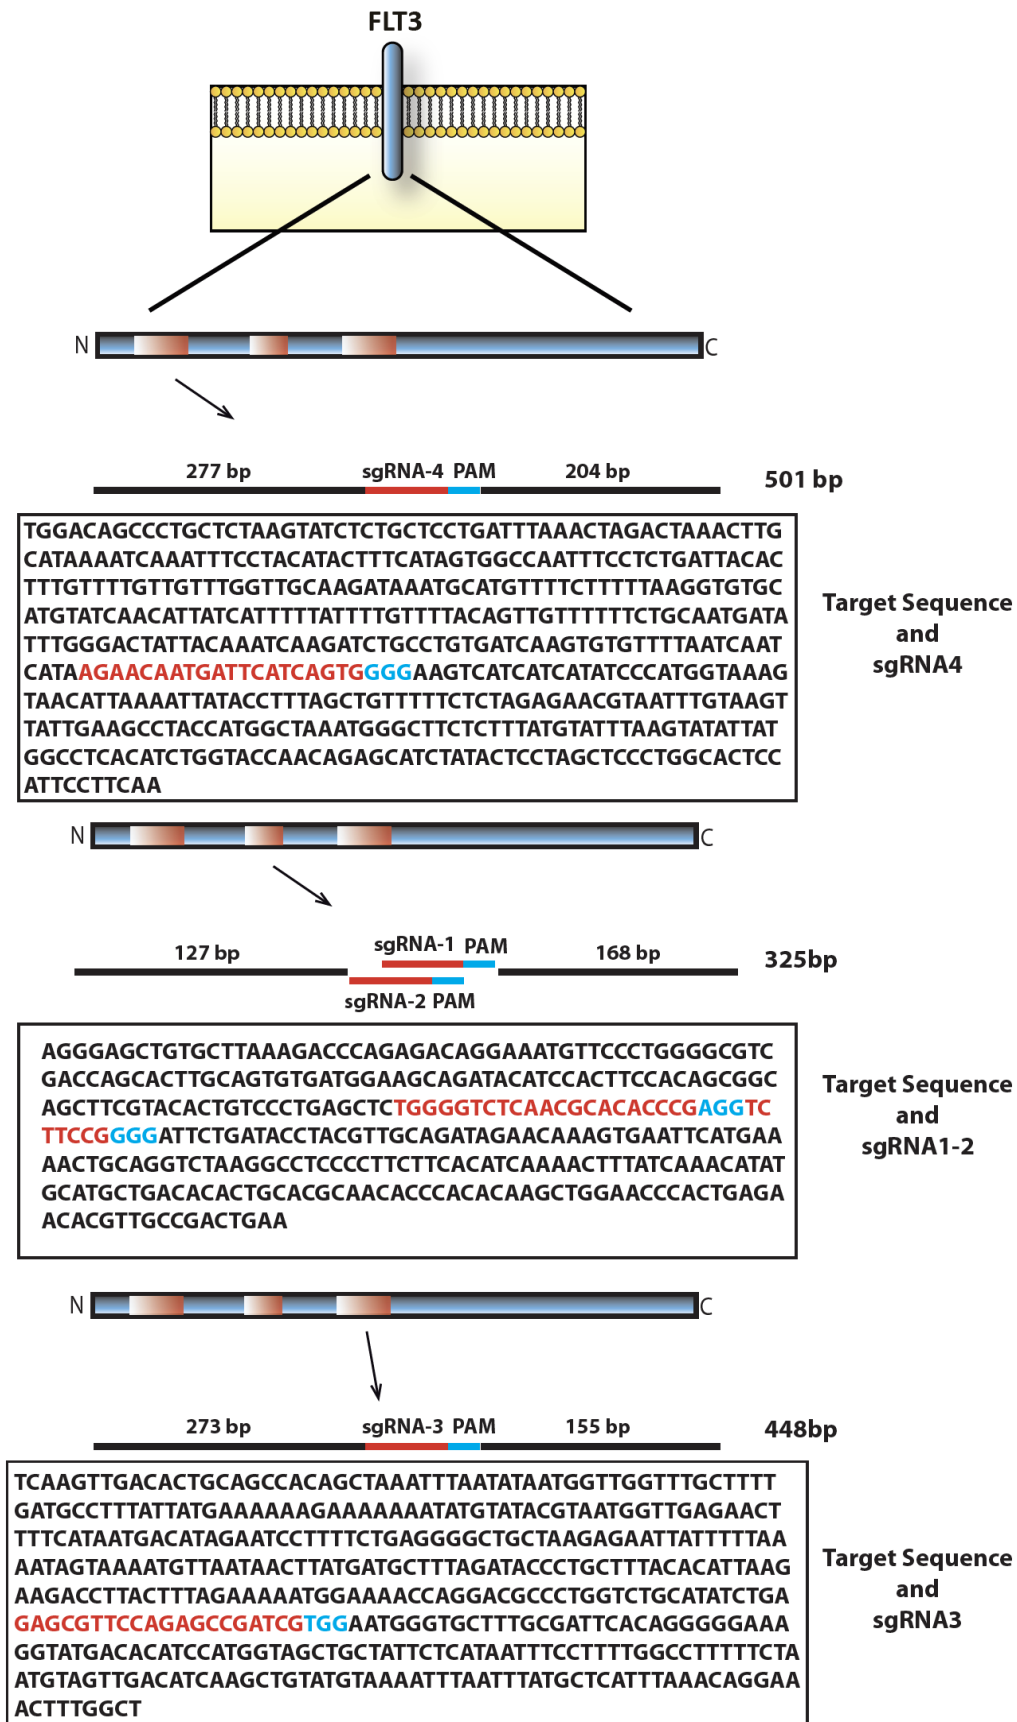 FLT3
N C
277 bp sgRNA-4 PAM 204 bp 501 bp
TGGACAGCCCTGCTCTAAGTATCTCTGCTCCTGATTTAAACTAGACTAAACTTG
CATAAAATCAAATTTCCTACATACTTTCATAGTGGCCAATTTCCTCTGATTACAC
TTTGTTTTGTTGTTTGGTTGCAAGATAAATGCATGTTTTCTTTTTAAGGTGTGC
ATGTATCAACATTATCATTTTTATTTTGTTTTACAGTTGTTTTTTCTGCAATGATA
TTTGGGACTATTACAAATCAAGATCTGCCTGTGATCAAGTGTGTTTTAATCAAT
CATAAGAACAATGATTCATCAGTGGGGAAGTCATCATCATATCCCATGGTAAAG
TAACATTAAAATTATACCTTTAGCTGTTTTTCTCTAGAGAACGTAATTTGTAAGT
TATTGAAGCCTACCATGGCTAAATGGGCTTCTCTTTATGTATTTAAGTATATTAT
GGCCTCACATCTGGTACCAACAGAGCATCTATACTCCTAGCTCCCTGGCACTCC
ATTCCTTCAA
Target Sequence
and
sgRNA4
N C
127 bp sgRNA-1 PAM 168 bp 325bp
sgRNA-2 PAM
AGGGAGCTGTGCTTAAAGACCCAGAGACAGGAAATGTTCCCTGGGGCGTC
GACCAGCACTTGCAGTGTGATGGAAGCAGATACATCCACTTCCACAGCGGC
AGCTTCGTACACTGTCCCTGAGCTCTGGGGTCTCAACGCACACCCGAGGTC
TTCCGGGGATTCTGATACCTACGTTGCAGATAGAACAAAGTGAATTCATGAA
AACTGCAGGTCTAAGGCCTCCCCTTCTTCACATCAAAACTTTATCAAACATAT
GCATGCTGACACACTGCACGCAACACCCACACAAGCTGGAACCCACTGAGA
ACACGTTGCCGACTGAA
Target Sequence
and
sgRNA1-2
N C
273 bp sgRNA-3 PAM 155 bp 448bp
TCAAGTTGACACTGCAGCCACAGCTAAATTTAATATAATGGTTGGTTTGCTTTT
GATGCCTTTATTATGAAAAAAGAAAAAAATATGTATACGTAATGGTTGAGAACT
TTTCATAATGACATAGAATCCTTTTCTGAGGGGCTGCTAAGAGAATTATTTTTAA
AATAGTAAAATGTTAATAACTTATGATGCTTTAGATACCCTGCTTTACACATTAAG
AAGACCTTACTTTAGAAAAATGGAAAACCAGGACGCCCTGGTCTGCATATCTGA
GAGCGTTCCAGAGCCGATCGTGGAATGGGTGCTTTGCGATTCACAGGGGGAAA
GGTATGACACATCCATGGTAGCTGCTATTCTCATAATTTCCTTTTGGCCTTTTTCTA
ATGTAGTTGACATCAAGCTGTATGTAAAATTTAATTTATGCTCATTTAAACAGGAA
ACTTTGGCT
Target Sequence
and
sgRNA3